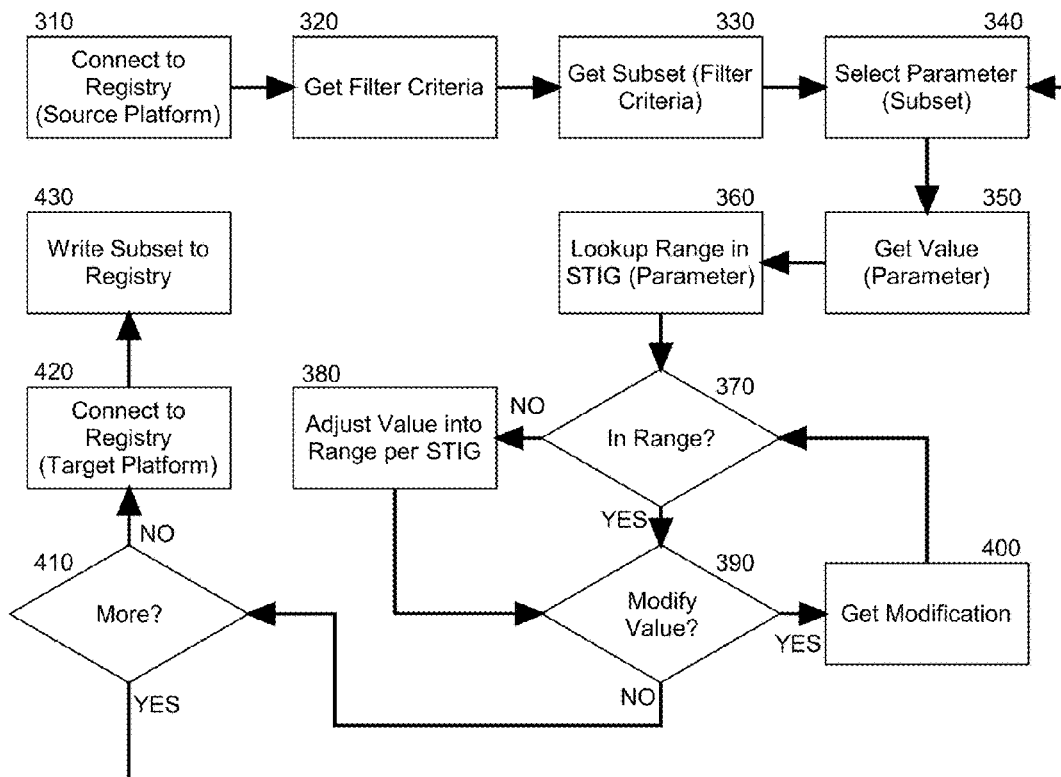 310
Connect to
Registry
(Source Platform)
320
Get Filter Criteria
330
Get Subset (Filter
Criteria)
340
Select Parameter
(Subset)
350
Get Value
(Parameter)
360
Lookup Range in
STIG (Parameter)
370
In Range?
NO
YES
380
Adjust Value into
Range per STIG
390
Modify
Value?
YES
NO
400
Get Modification
410
More?
NO
YES
420
Connect to
Registry
(Target Platform)
430
Write Subset to
Registry